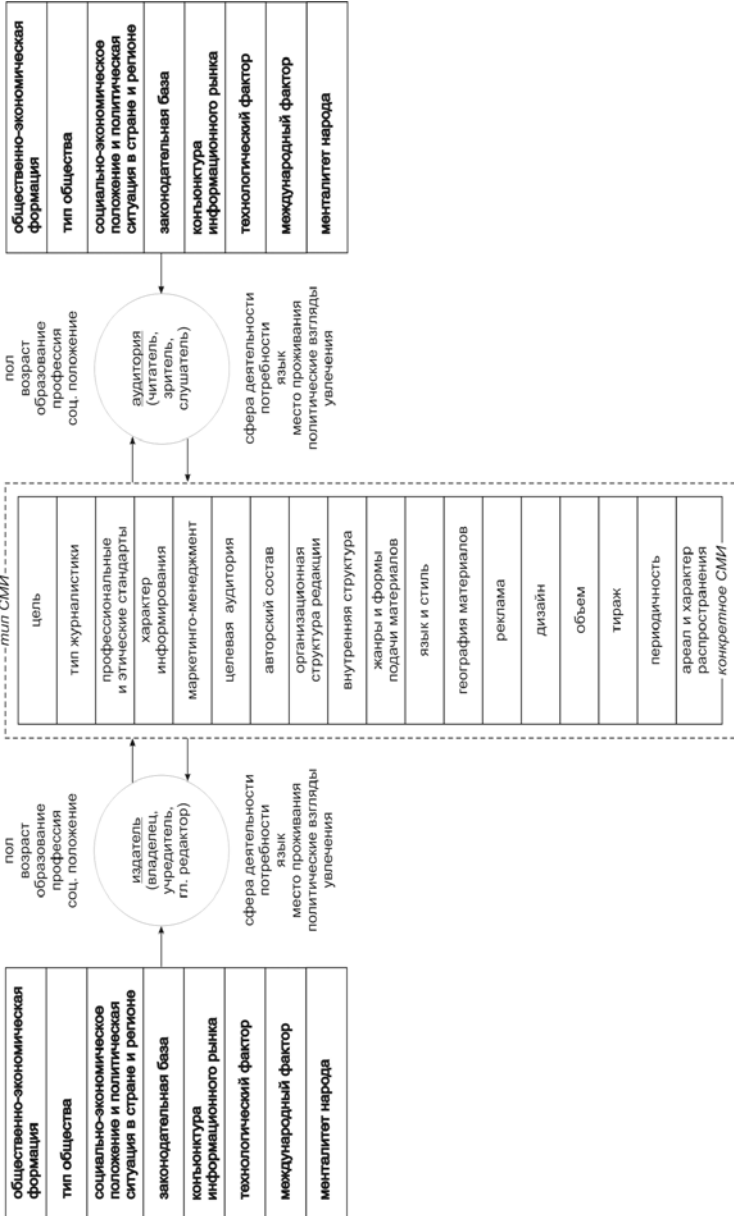 общественно-экономическая
формация
тип общества
социально-экономическое
положение и политическая
ситуация в стране и регионе
законодательная база
конъюнктура
информационного рынка
технологический фактор
международный фактор
менталитет народа
пол
возраст
образование
профессия
соц. положение
издатель
(владелец,
учредитель,
гл. редактор)
сфера деятельности
потребности
язык
место проживания
политические взгляды
увлечения
тип СМИ
цель
тип журналистики
профессиональные
и этические стандарты
характер
информирования
маркетинго-менеджмент
целевая аудитория
авторский состав
организационная
структура редакции
внутренняя структура
жанры и формы
подачи материалов
язык и стиль
география материалов
реклама
дизайн
объем
тираж
периодичность
ареал и характер
распространения
конкретное СМИ
пол
возраст
образование
профессия
соц. положение
аудитория
(читатель,
зритель,
слушатель)
сфера деятельности
потребности
язык
место проживания
политические взгляды
увлечения
общественно-экономическая
формация
тип общества
социально-экономическое
положение и политическая
ситуация в стране и регионе
законодательная база
конъюнктура
информационного рынка
технологический фактор
международный фактор
менталитет народа